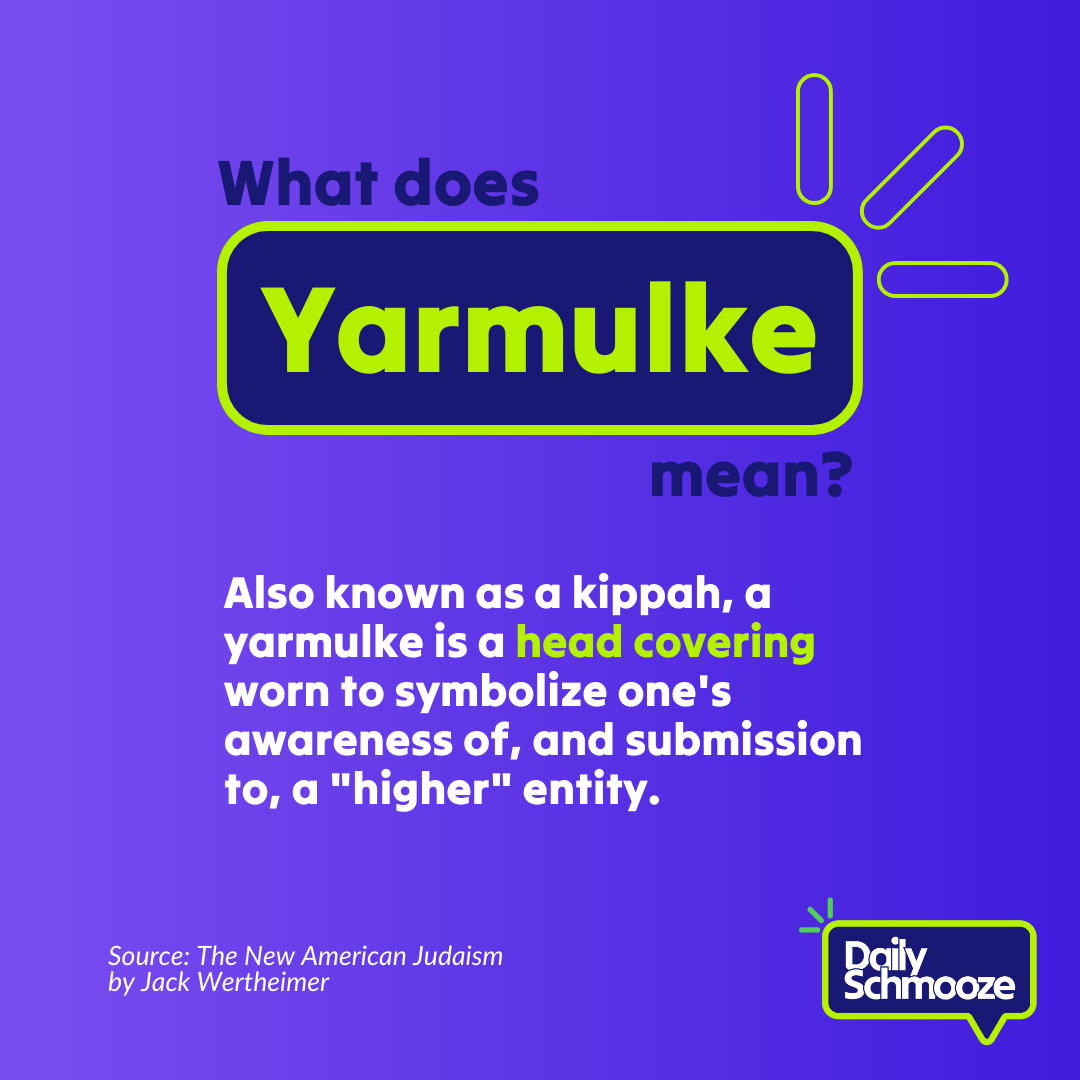 What does
Yarmulke
mean?
Also known as a kippah, a
yarmulke is a head covering
worn to symbolize one's
awareness of, and submission
to, a "higher" entity.
Source: The New American Judaism
by Jack Wertheimer
Daily
Schmooze